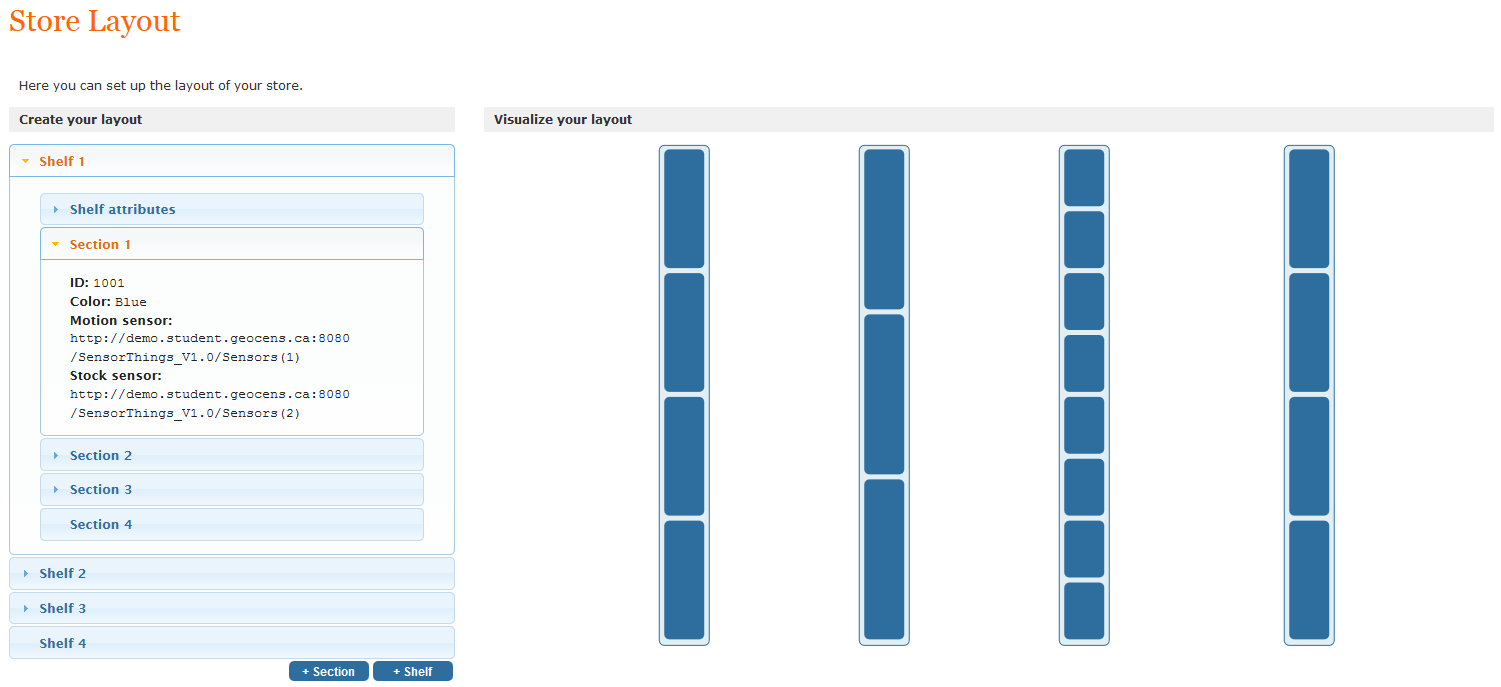 Store Layout
Here you can set up the layout of your store.
Create your layout
Visualize your layout
Shelf 1
Shelf attributes
Section 1
ID: 1001
Color: Blue
Motion sensor:
http://demo.student.geocens.ca:8080
/SensorThings_V1.0/Sensors(1)
Stock sensor:
http://demo.student.geocens.ca:8080
/SensorThings_V1.0/Sensors(2)
Section 2
Section 3
Section 4
Shelf 2
Shelf 3
Shelf 4
+ Section
+ Shelf